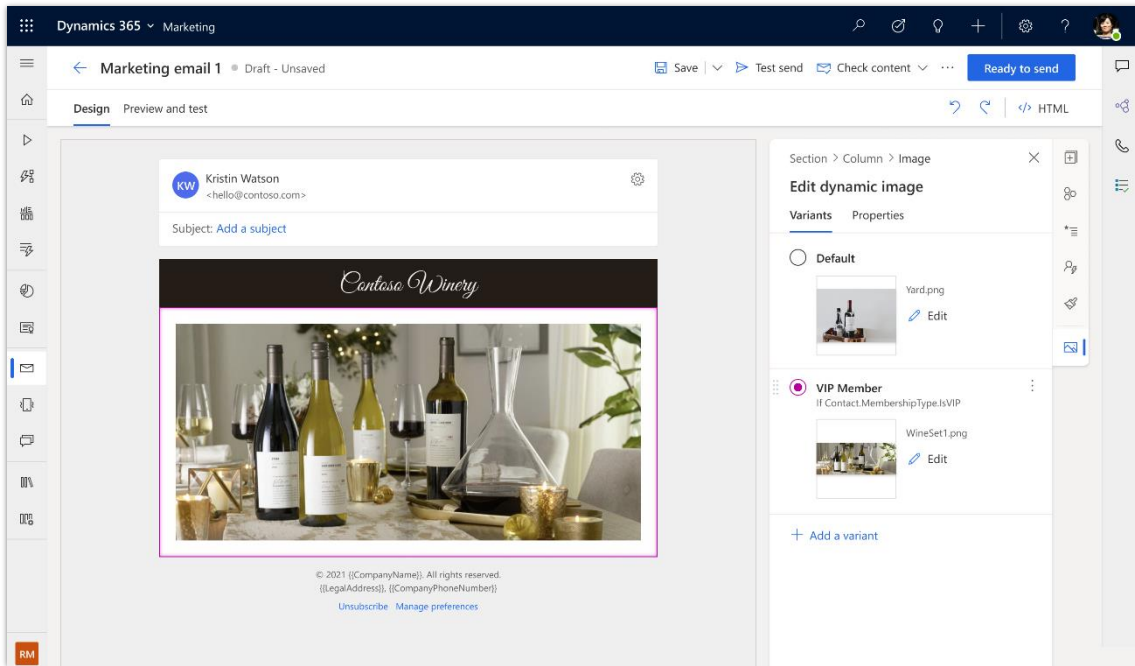 Dynamics 365 Marketing
Marketing email 1 Draft - Unsaved
Save Test send Check content Ready to send
Design Preview and test
HTML
KW
Kristin Watson
<hello@contoso.com>
Subject: Add a subject
Contoso Winery
© 2021 {{CompanyName}}. All rights reserved.
{{LegalAddress}}, {{CompanyPhoneNumber}}
Unsubscribe Manage preferences
Section > Column > Image
Edit dynamic image
Variants Properties
Default
Yard.png
Edit
VIP Member
If Contact.MembershipType.IsVIP
WineSet1.png
Edit
+ Add a variant
RM